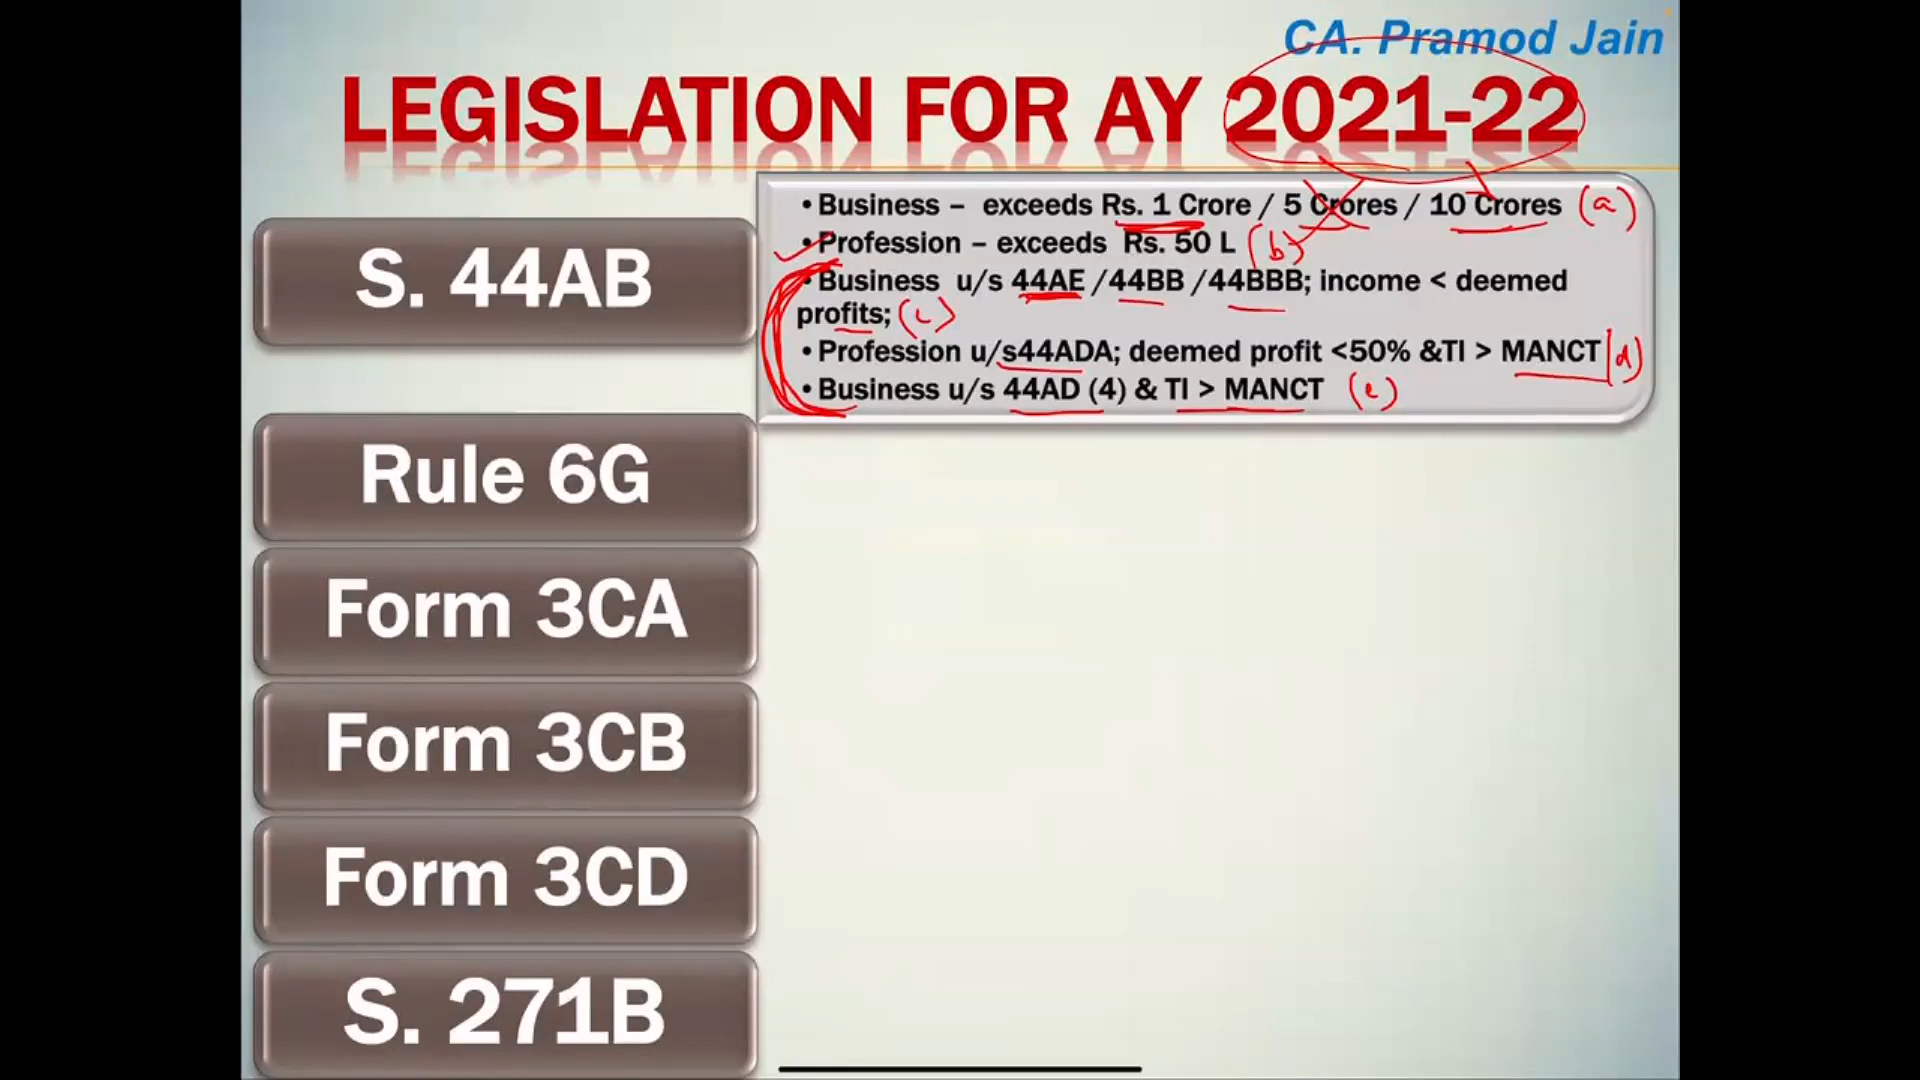 CA. Pramod Jain
LEGISLATION FOR AY 2021-22
S. 44AB
• Business – exceeds Rs. 1 Crore / 5 Crores / 10 Crores (a)
• Profession – exceeds Rs. 50 L (b)
• Business u/s 44AE /44BB /44BBB; income < deemed
profits; (c)
• Profession u/s44ADA; deemed profit <50% &TI > MANCT (d)
• Business u/s 44AD (4) & TI > MANCT (e)
Rule 6G
Form 3CA
Form 3CB
Form 3CD
S. 271B